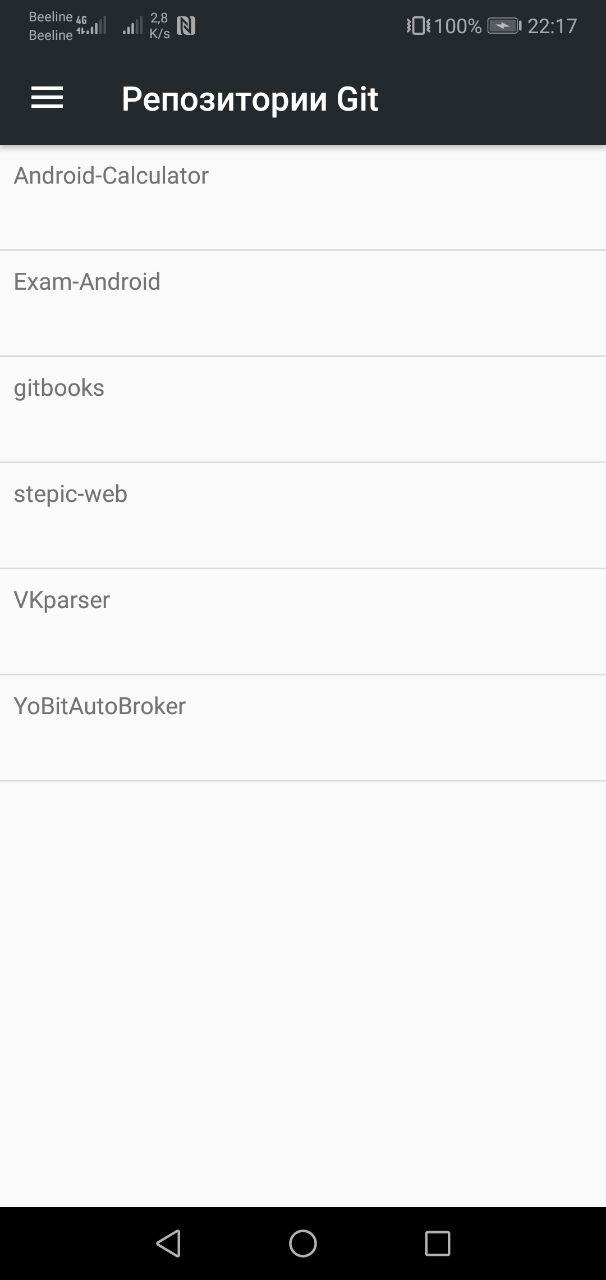 Beeline 4G 2,8 100% 22:17
Beeline K/s
Репозитории Git
Android-Calculator
Exam-Android
gitbooks
stepic-web
VKparser
YoBitAutoBroker